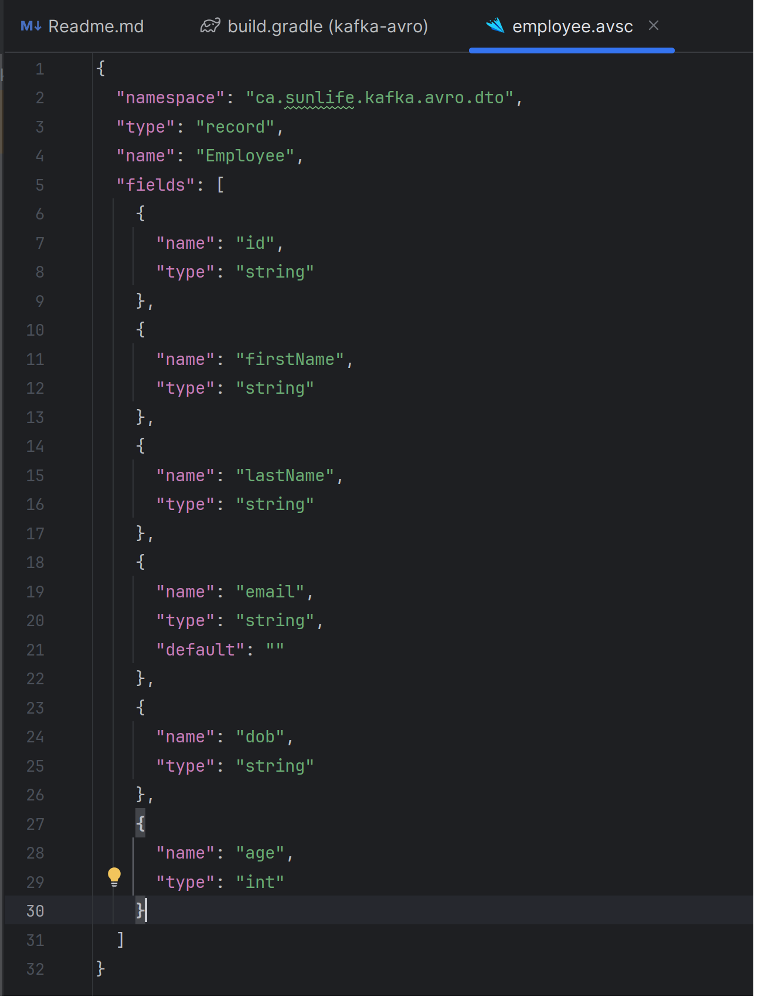 M↓ Readme.md build.gradle (kafka-avro) employee.avsc ×
1 {
2 "namespace": "ca.sunlife.kafka.avro.dto",
3 "type": "record",
4 "name": "Employee",
5 "fields": [
6 {
7 "name": "id",
8 "type": "string"
9 },
10 {
11 "name": "firstName",
12 "type": "string"
13 },
14 {
15 "name": "lastName",
16 "type": "string"
17 },
18 {
19 "name": "email",
20 "type": "string",
21 "default": ""
22 },
23 {
24 "name": "dob",
25 "type": "string"
26 },
27 {
28 "name": "age",
29 "type": "int"
30 }
31 ]
32 }